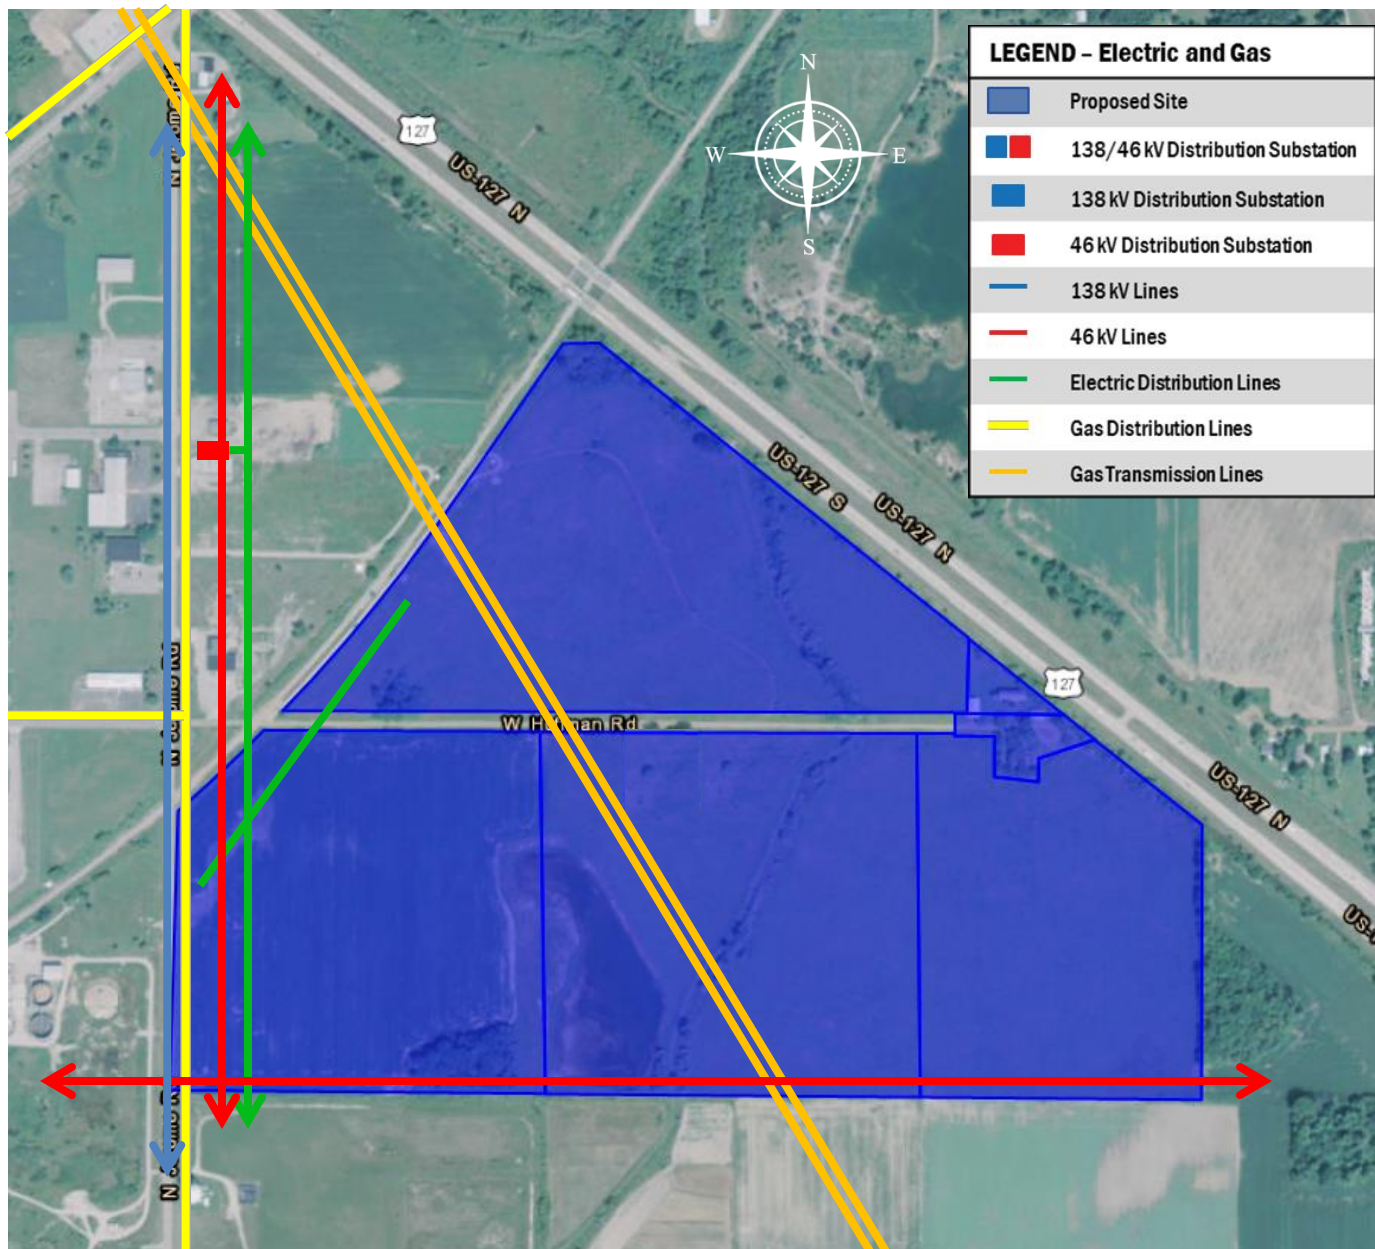 N
W
E
S
127
US-127 N
US-127 S
US-127 N
127
US-127 N
W Hoffman Rd
LEGEND – Electric and Gas
Proposed Site
138/46 kV Distribution Substation
138 kV Distribution Substation
46 kV Distribution Substation
138 kV Lines
46 kV Lines
Electric Distribution Lines
Gas Distribution Lines
Gas Transmission Lines